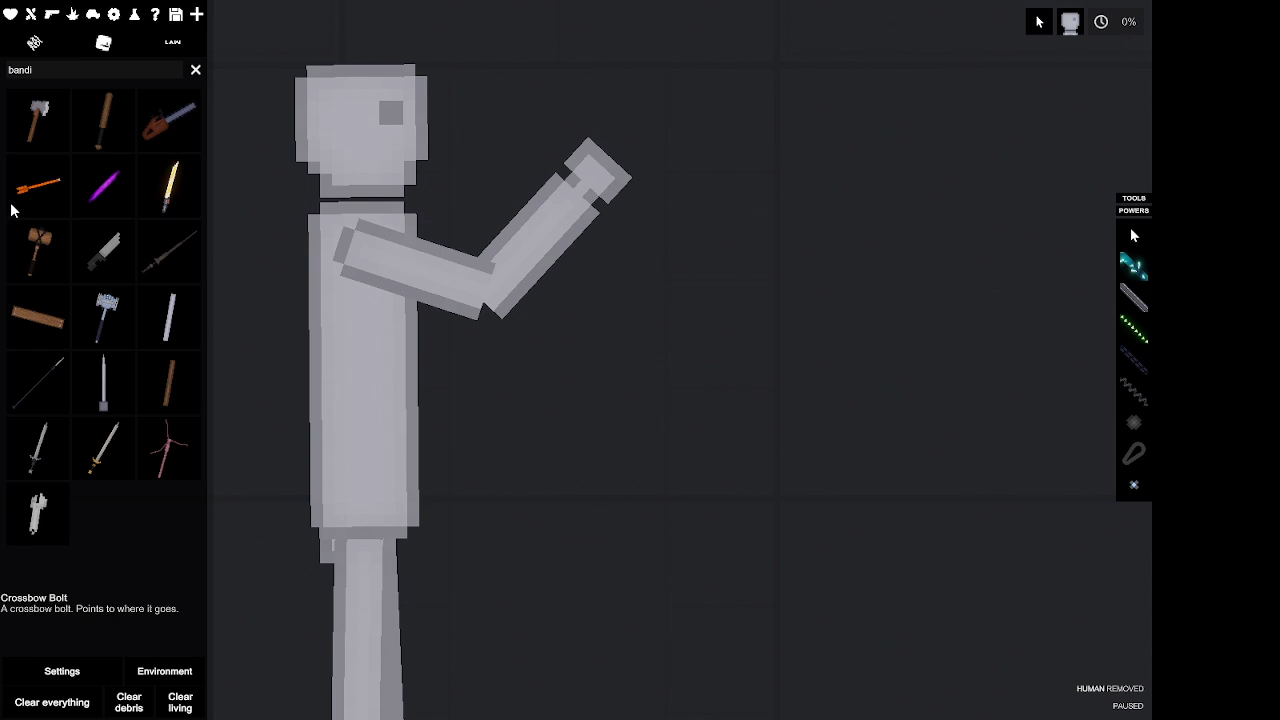 0%
bandi
TOOLS
POWERS
Crossbow Bolt
A crossbow bolt. Points to where it goes.
Settings
Environment
Clear everything
Clear
debris
Clear
living
HUMAN REMOVED
PAUSED